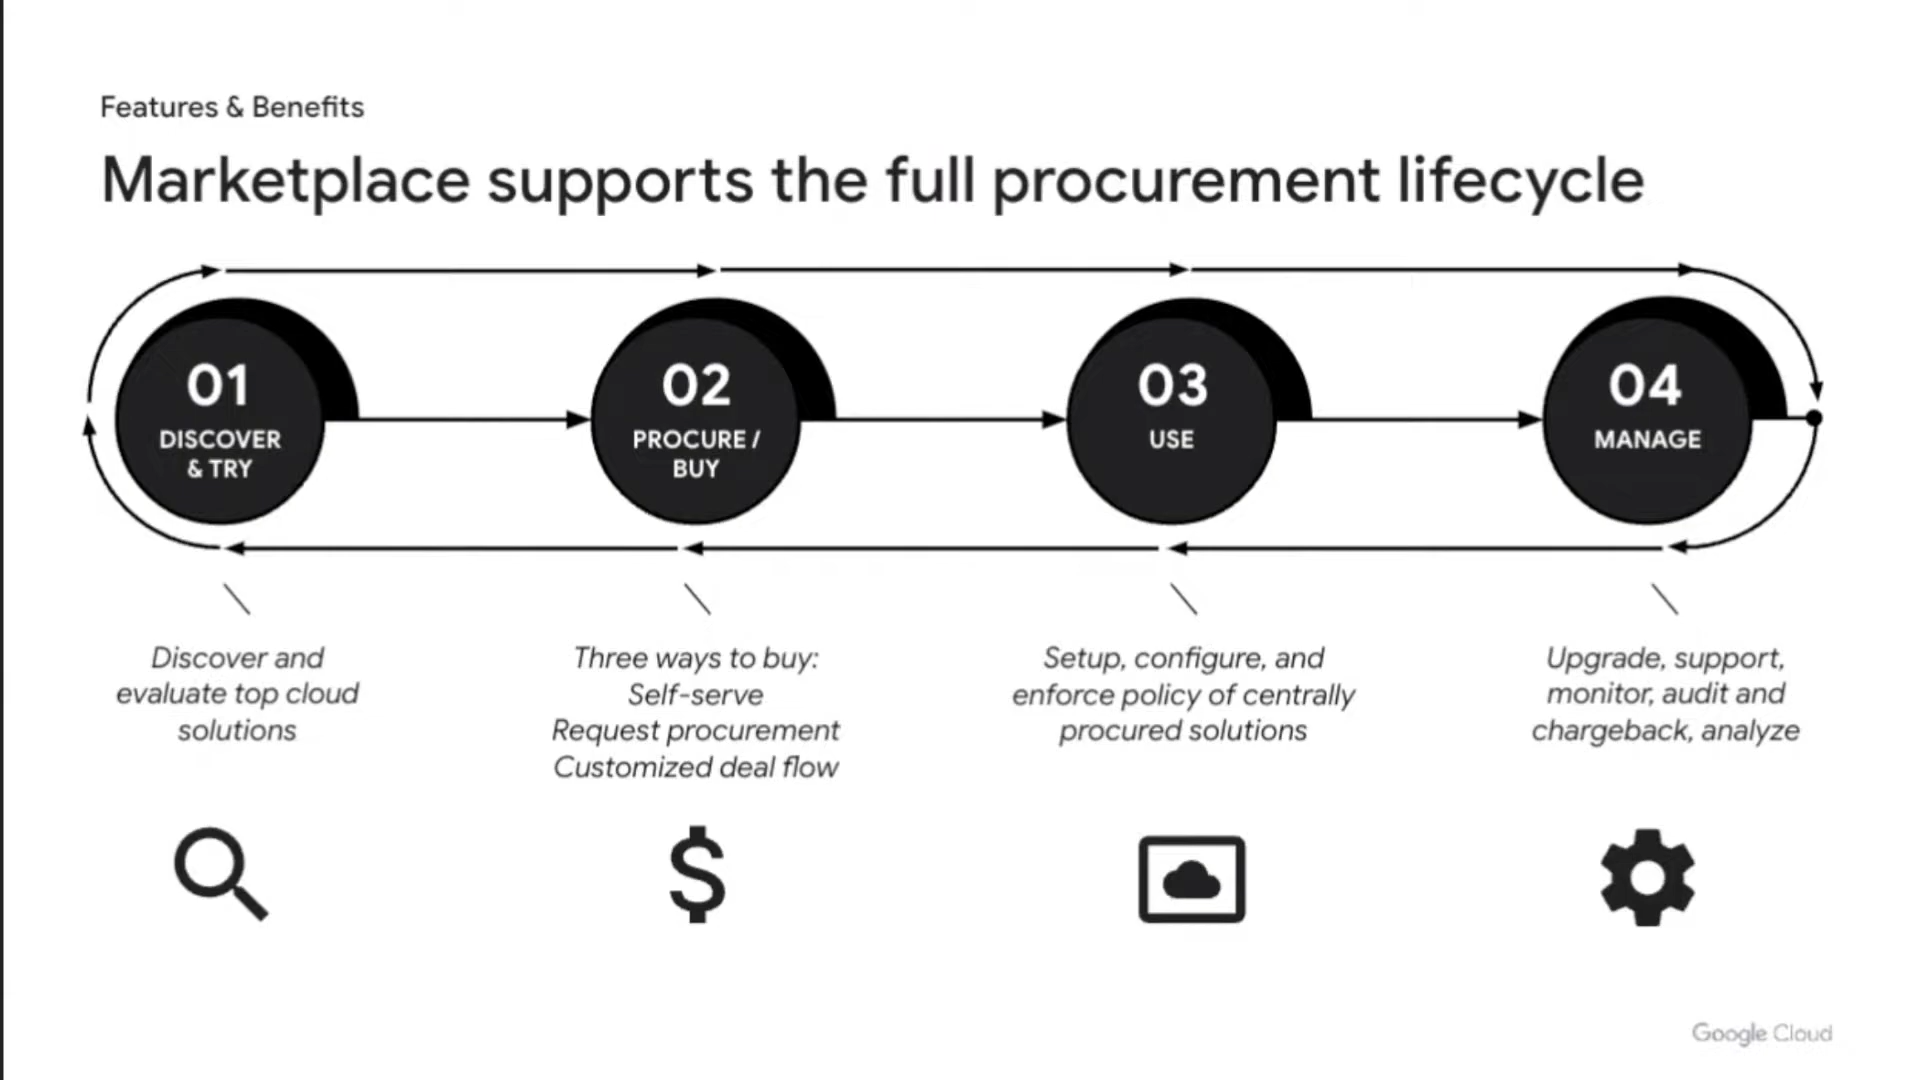 Features & Benefits
Marketplace supports the full procurement lifecycle
01
DISCOVER
& TRY
02
PROCURE /
BUY
03
USE
04
MANAGE
Discover and
evaluate top cloud
solutions
Three ways to buy:
Self-serve
Request procurement
Customized deal flow
Setup, configure, and
enforce policy of centrally
procured solutions
Upgrade, support,
monitor, audit and
chargeback, analyze
$
Google Cloud